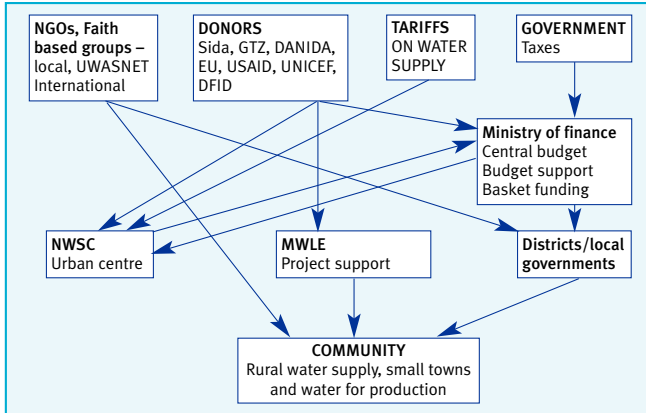 NGOs, Faith
based groups –
local, UWASNET
International
DONORS
Sida, GTZ, DANIDA,
EU, USAID, UNICEF,
DFID
TARIFFS
ON WATER
SUPPLY
GOVERNMENT
Taxes
Ministry of finance
Central budget
Budget support
Basket funding
NWSC
Urban centre
MWLE
Project support
Districts/local
governments
COMMUNITY
Rural water supply, small towns
and water for production